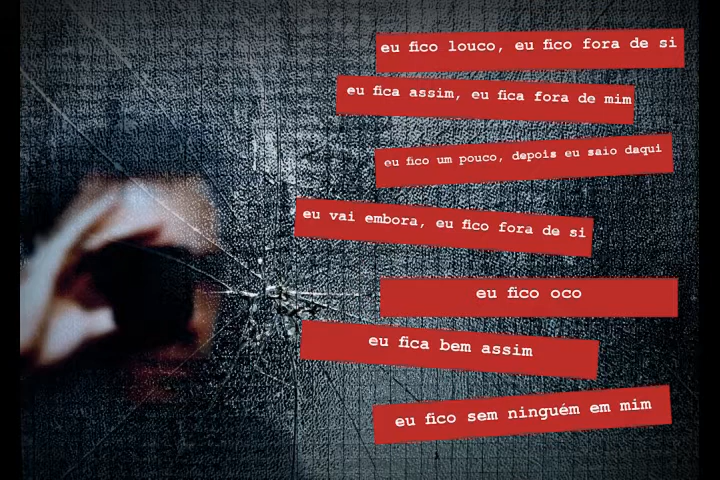 eu fico louco, eu fico fora de si
eu fica assim, eu fica fora de mim
eu fico um pouco, depois eu saio daqui
eu vai embora, eu fico fora de si
eu fico oco
eu fica bem assim
eu fico sem ninguém em mim